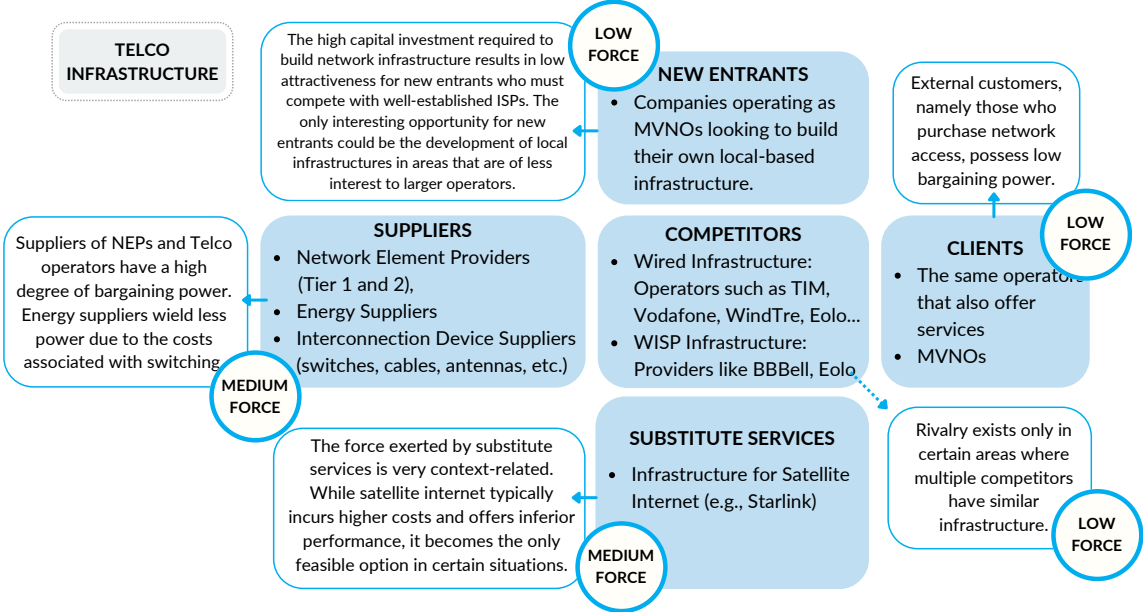 TELCO
INFRASTRUCTURE
The high capital investment required to
build network infrastructure results in low
attractiveness for new entrants who must
compete with well-established ISPs. The
only interesting opportunity for new
entrants could be the development of local
infrastructures in areas that are of less
interest to larger operators.
LOW
FORCE
NEW ENTRANTS
• Companies operating as
MVNOs looking to build
their own local-based
infrastructure.
External customers,
namely those who
purchase network
access, possess low
bargaining power.
LOW
FORCE
Suppliers of NEPs and Telco
operators have a high
degree of bargaining power.
Energy suppliers wield less
power due to the costs
associated with switching.
MEDIUM
FORCE
SUPPLIERS
• Network Element Providers
(Tier 1 and 2),
• Energy Suppliers
• Interconnection Device Suppliers
(switches, cables, antennas, etc.)
COMPETITORS
• Wired Infrastructure:
Operators such as TIM,
Vodafone, WindTre, Eolo...
• WISP Infrastructure:
Providers like BBBell, Eolo
CLIENTS
• The same operators
that also offer
services
• MVNOs
The force exerted by substitute
services is very context-related.
While satellite internet typically
incurs higher costs and offers inferior
performance, it becomes the only
feasible option in certain situations.
MEDIUM
FORCE
SUBSTITUTE SERVICES
• Infrastructure for Satellite
Internet (e.g., Starlink)
Rivalry exists only in
certain areas where
multiple competitors
have similar
infrastructure.
LOW
FORCE